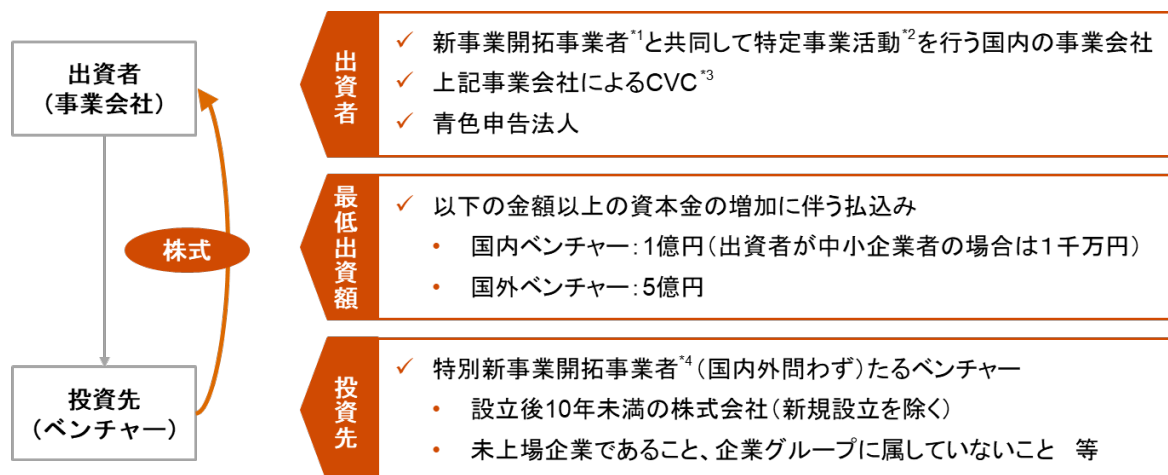 出資者
(事業会社)
株式
投資先
(ベンチャー)
出資者
✓ 新事業開拓事業者*1と共同して特定事業活動*2を行う国内の事業会社
✓ 上記事業会社によるCVC*3
✓ 青色申告法人
最低出資額
✓ 以下の金額以上の資本金の増加に伴う払込み
• 国内ベンチャー:1億円(出資者が中小企業者の場合は1千万円)
• 国外ベンチャー:5億円
投資先
✓ 特別新事業開拓事業者*4(国内外問わず)たるベンチャー
• 設立後10年未満の株式会社(新規設立を除く)
• 未上場企業であること、企業グループに属していないこと 等